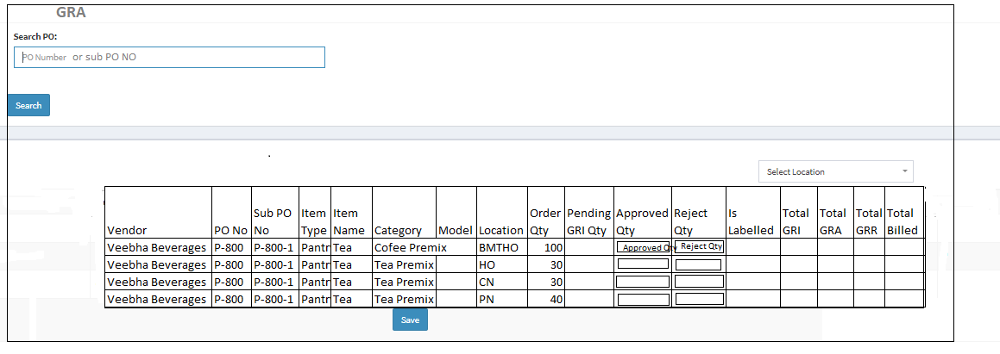 GRA
Search PO:
PO Number or sub PO NO
Search
Select Location
Vendor PO No Sub PO No Item Type Item Name Category Model Location Order Qty Pending GRI Qty Approved Qty Reject Qty Is Labelled Total GRI Total GRA Total GRR Total Billed
Veebha Beverages P-800 P-800-1 Pantr Tea Cofee Premix BMTHO 100 Approved Qty Reject Qty
Veebha Beverages P-800 P-800-1 Pantr Tea Tea Premix HO 30
Veebha Beverages P-800 P-800-1 Pantr Tea Tea Premix CN 30
Veebha Beverages P-800 P-800-1 Pantr Tea Tea Premix PN 40
Save